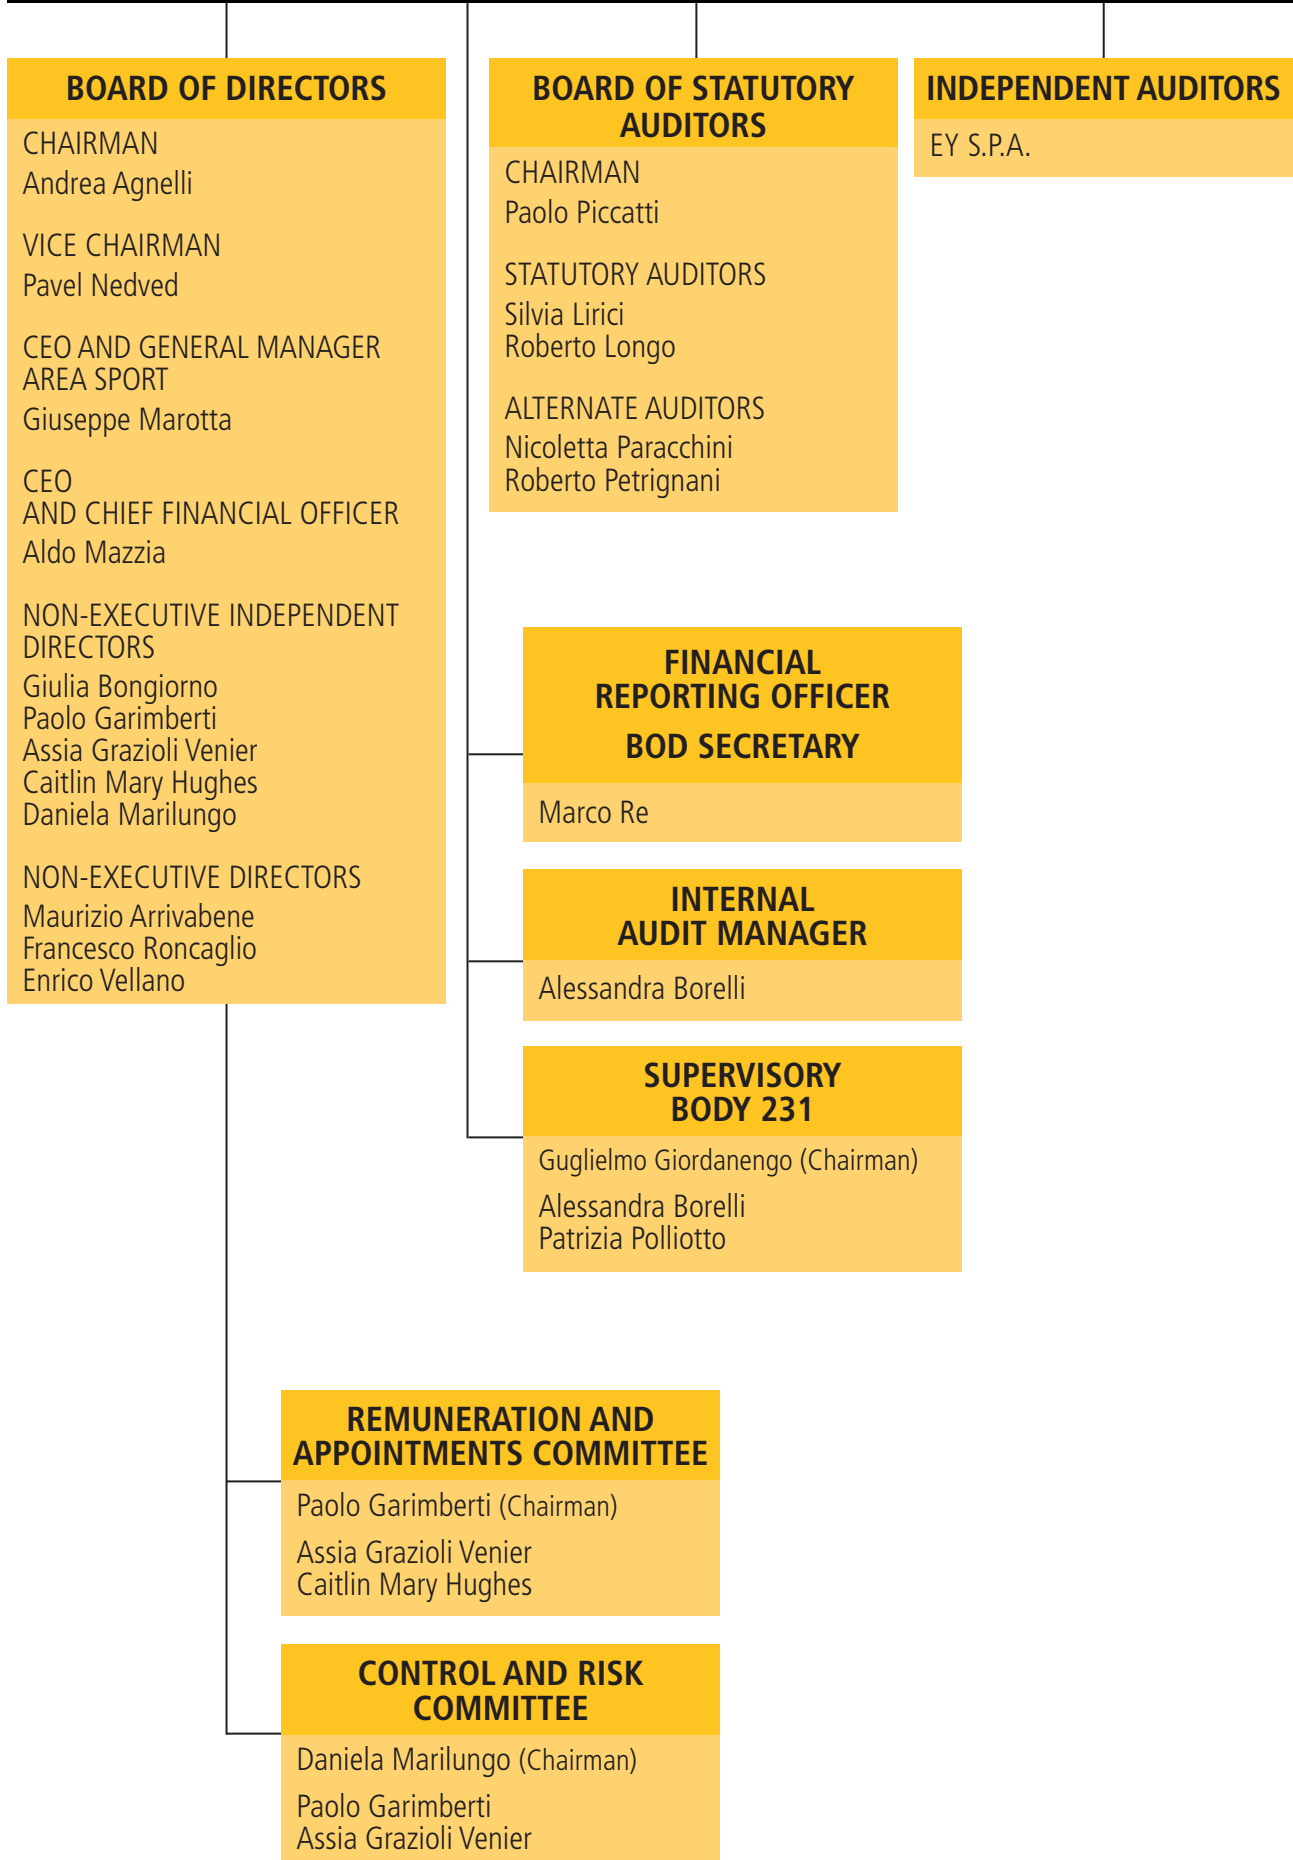 BOARD OF DIRECTORS
CHAIRMAN
Andrea Agnelli
VICE CHAIRMAN
Pavel Nedved
CEO AND GENERAL MANAGER
AREA SPORT
Giuseppe Marotta
CEO
AND CHIEF FINANCIAL OFFICER
Aldo Mazzia
NON-EXECUTIVE INDEPENDENT
DIRECTORS
Giulia Bongiorno
Paolo Garimberti
Assia Grazioli Venier
Caitlin Mary Hughes
Daniela Marilungo
NON-EXECUTIVE DIRECTORS
Maurizio Arrivabene
Francesco Roncaglio
Enrico Vellano
BOARD OF STATUTORY
AUDITORS
CHAIRMAN
Paolo Piccatti
STATUTORY AUDITORS
Silvia Lirici
Roberto Longo
ALTERNATE AUDITORS
Nicoletta Paracchini
Roberto Petrignani
INDEPENDENT AUDITORS
EY S.P.A.
FINANCIAL
REPORTING OFFICER
BOD SECRETARY
Marco Re
INTERNAL
AUDIT MANAGER
Alessandra Borelli
SUPERVISORY
BODY 231
Guglielmo Giordanengo (Chairman)
Alessandra Borelli
Patrizia Polliotto
REMUNERATION AND
APPOINTMENTS COMMITTEE
Paolo Garimberti (Chairman)
Assia Grazioli Venier
Caitlin Mary Hughes
CONTROL AND RISK
COMMITTEE
Daniela Marilungo (Chairman)
Paolo Garimberti
Assia Grazioli Venier